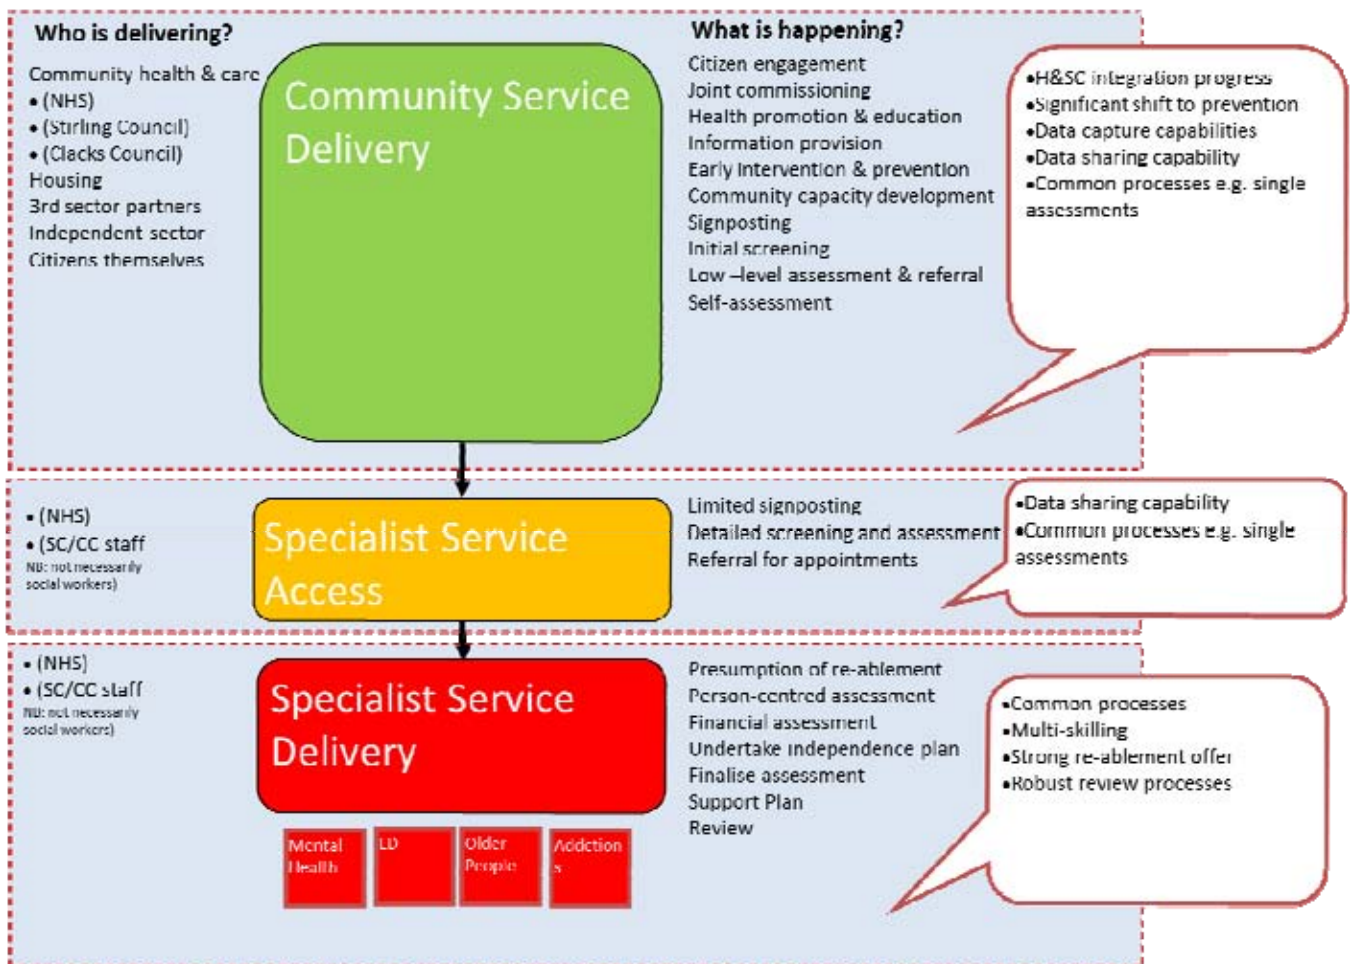 Who is delivering?
Community health & care
• (NHS)
• (Stirling Council)
• (Clacks Council)
Housing
3rd sector partners
Independent sector
Citizens themselves
Community Service
Delivery
What is happening?
Citizen engagement
Joint commissioning
Health promotion & education
Information provision
Early intervention & prevention
Community capacity development
Signposting
Initial screening
Low –level assessment & referral
Self-assessment
•H&SC integration progress
•Significant shift to prevention
•Data capture capabilities
•Data sharing capability
•Common processes e.g. single
assessments
• (NHS)
• (SC/CC staff
NB: not necessarily
social workers)
Specialist Service
Access
Limited signposting
Detailed screening and assessment
Referral for appointments
•Data sharing capability
•Common processes e.g. single
assessments
• (NHS)
• (SC/CC staff
NB: not necessarily
social workers)
Specialist Service
Delivery
Mental
Health
LD
Older
People
Addction
s
Presumption of re-ablement
Person-centred assessment
Financial assessment
Undertake independence plan
Finalise assessment
Support Plan
Review
•Common processes
•Multi-skilling
•Strong re-ablement offer
•Robust review processes